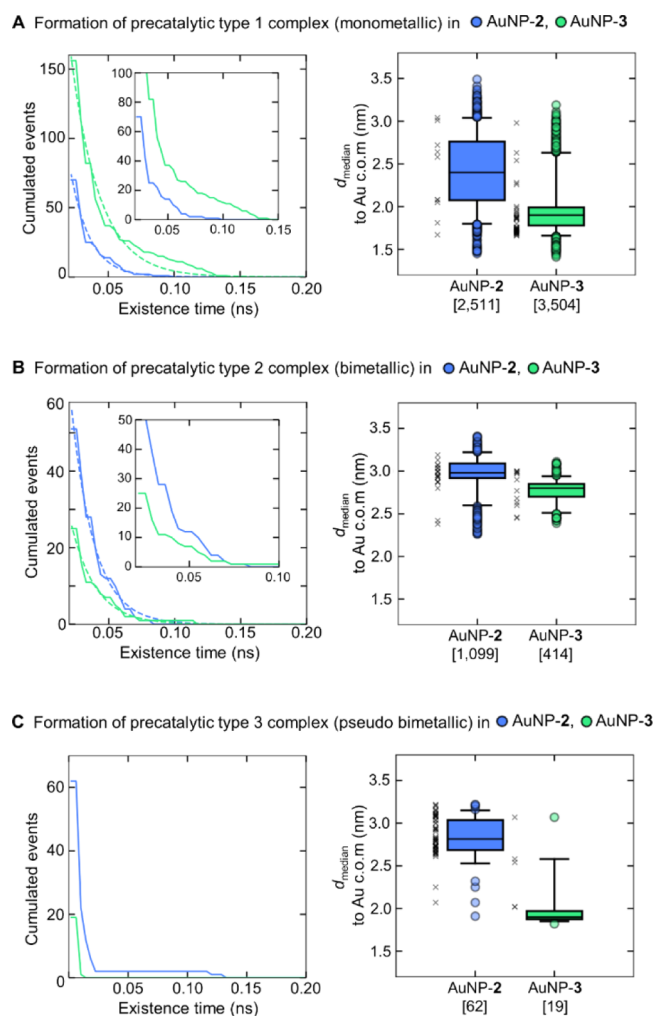 A Formation of precatalytic type 1 complex (monometallic) in AuNP-2, AuNP-3
150
100
50
0
Cumulated events
0.05 0.10 0.15 0.20
Existence time (ns)
100
80
60
40
20
0
0.05 0.10 0.15
3.5
3.0
2.5
2.0
1.5
d median
to Au c.o.m (nm)
AuNP-2 AuNP-3
[2,511] [3,504]
B Formation of precatalytic type 2 complex (bimetallic) in AuNP-2, AuNP-3
60
40
20
0
Cumulated events
0.05 0.10 0.15 0.20
Existence time (ns)
50
40
30
20
10
0
0.05 0.10
3.5
3.0
2.5
2.0
1.5
d median
to Au c.o.m (nm)
AuNP-2 AuNP-3
[1,099] [414]
C Formation of precatalytic type 3 complex (pseudo bimetallic) in AuNP-2, AuNP-3
60
40
20
0
Cumulated events
0.05 0.10 0.15 0.20
Existence time (ns)
3.5
3.0
2.5
2.0
1.5
d median
to Au c.o.m (nm)
AuNP-2 AuNP-3
[62] [19]